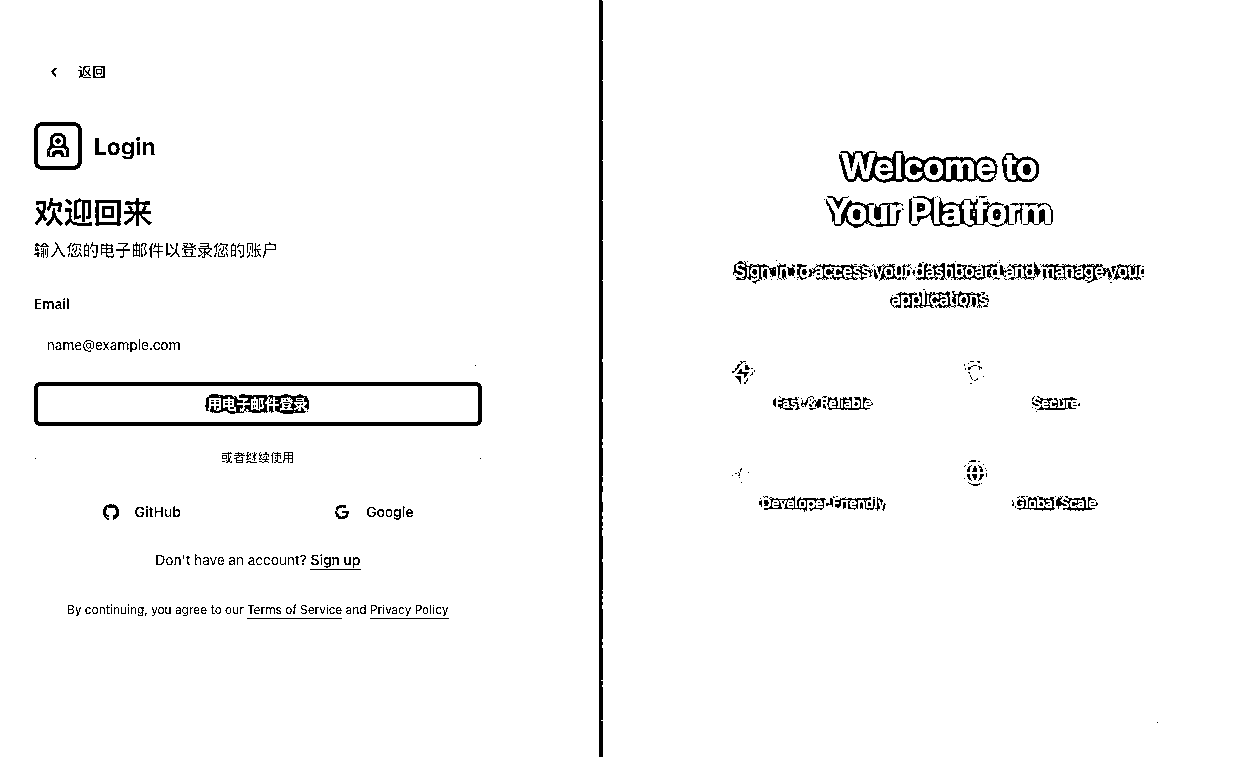 返回
Login
欢迎回来
输入您的电子邮件以登录您的账户
Email
name@example.com
用电子邮件登录
或者继续使用
GitHub
Google
Don't have an account? Sign up
By continuing, you agree to our Terms of Service and Privacy Policy
Welcome to
Your Platform
Sign in to access your dashboard and manage your
applications
Fast & Reliable
Secure
Developer-Friendly
Global Scale